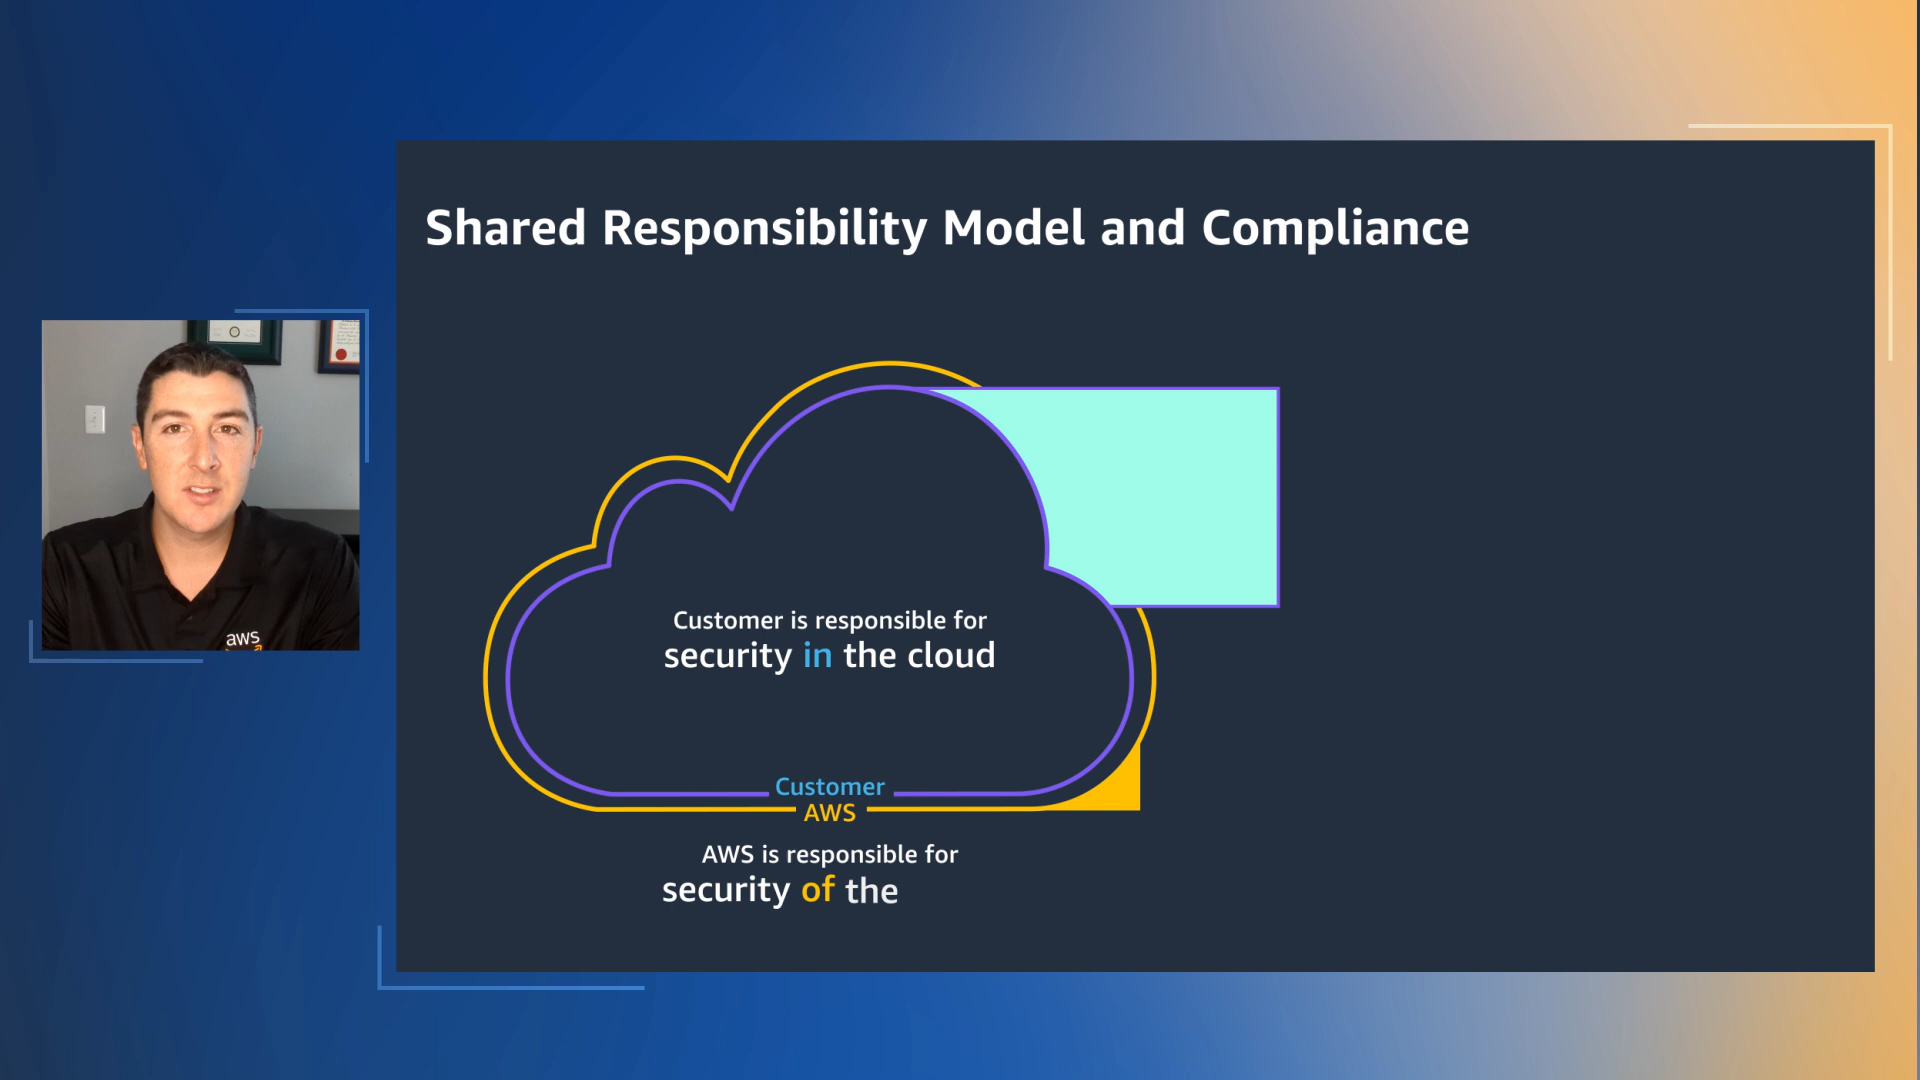 Shared Responsibility Model and Compliance
Customer is responsible for
security in the cloud
Customer
AWS
AWS is responsible for
security of the
aws